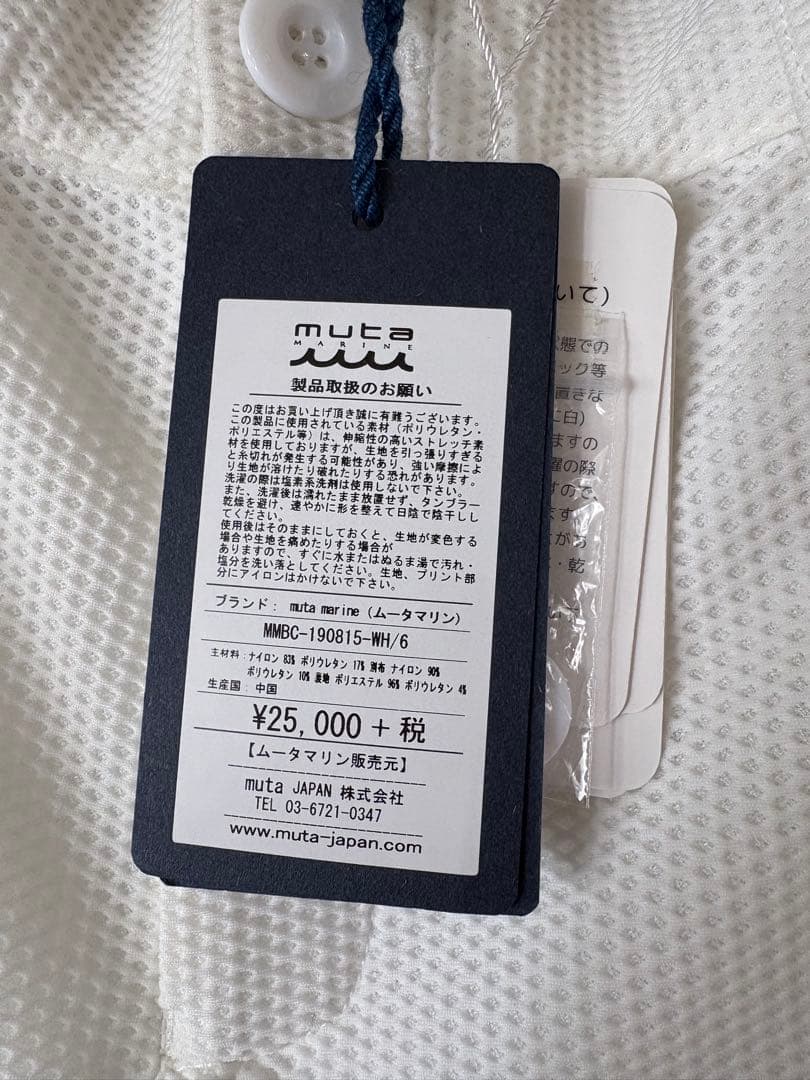 muta
MARINE
製品取扱のお願い
この度はお買い上げ頂き誠に有難うございます。
この製品に使用されている素材（ポリウレタン・
ポリエステル等）は、伸縮性の高いストレッチ素
材を使用しておりますが、生地を引っ張りすぎる
と糸切れが発生する可能性があり、強い摩擦によ
り生地が溶けたり破れたりする恐れがあります。
洗濯の際は塩素系洗剤は使用しないで下さい。
また、洗濯後は濡れたまま放置せず、タンブラー
乾燥を避け、速やかに形を整えて日陰で陰干しし
てください。
使用後はそのままにしておくと、生地が変色する
場合や生地を痛めたりする場合が
ありますので、すぐに水またはぬるま湯で汚れ・
塩分を洗い落としてください。生地、プリント部
分にアイロンはかけないで下さい。
ブランド： muta marine（ムータマリン）
MMBC-190815-WH/6
主材料：ナイロン 83% ポリウレタン 17% 別布 ナイロン 90%
ポリウレタン 10% 裏地 ポリエステル 96% ポリウレタン 4%
生産国：中国
¥25,000＋税
【ムータマリン販売元】
muta JAPAN 株式会社
TEL 03-6721-0347
www.muta-japan.com
いて）
態での
ック等
直きな
に白）
ますの
濯の際
すので、
ます
があ
・乾